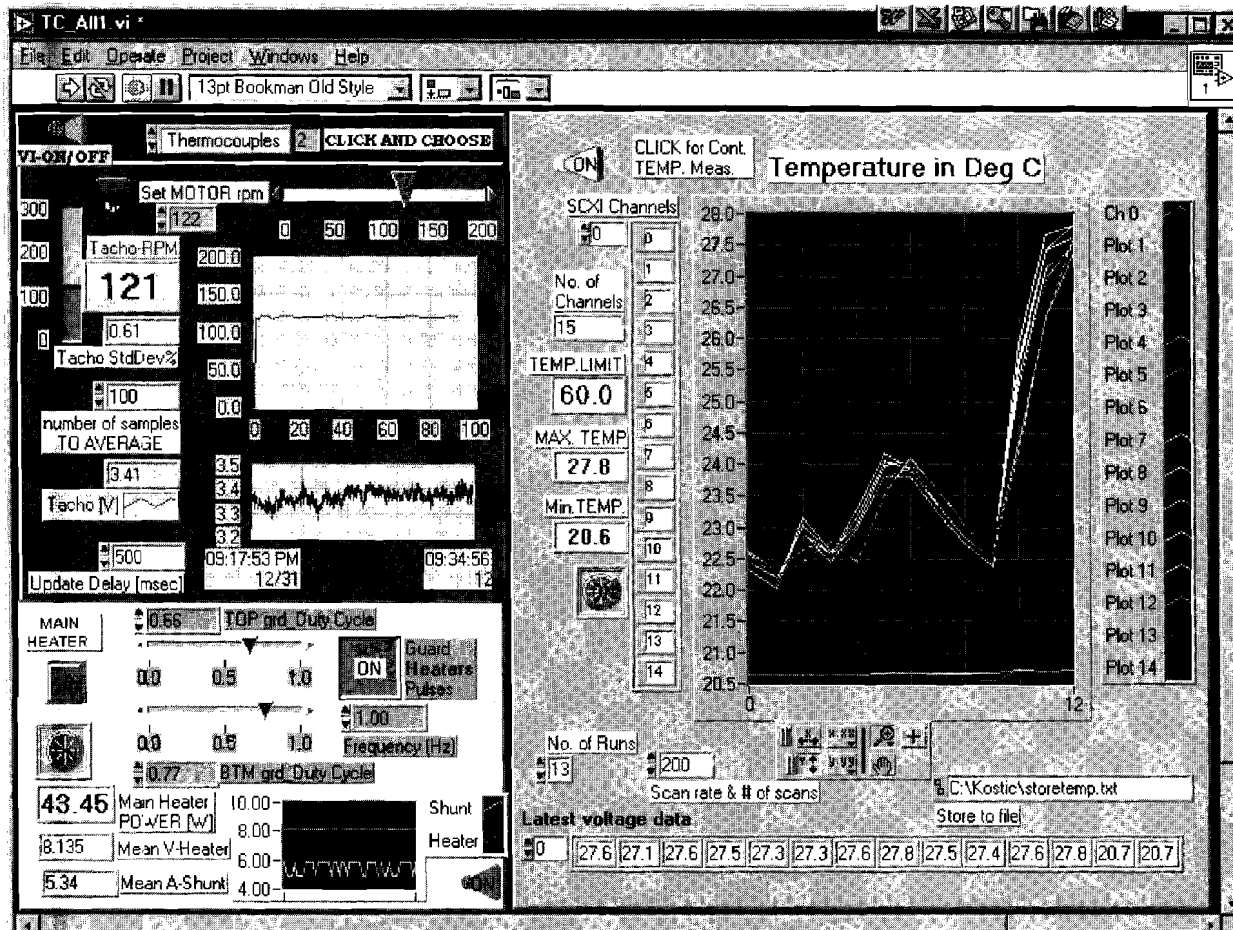 TC_All1.vi *
File Edit Operate Project Windows Help
13pt Bookman Old Style
1
VI-ON/OFF
Thermocouples 2 CLICK AND CHOOSE
Set MOTOR rpm
122
0 50 100 150 200
300
200
100
0
Tacho-RPM
121
0.61
Tacho StdDev%
100
number of samples
TO AVERAGE
3.41
Tacho [V]
500
Update Delay [msec]
200.0
150.0
100.0
50.0
0.0
0 20 40 60 80 100
3.5
3.4
3.3
3.2
09:17:53 PM
12/31
09:34:56
12
MAIN
HEATER
0.66 TOP grd_Duty Cycle
0.0 0.5 1.0
ON
Guard
Heaters
Pulses
1.00
Frequency [Hz]
0.0 0.5 1.0
0.77 BTM grd_Duty Cycle
43.45 Main Heater
POWER [W]
8.135 Mean V-Heater
5.34 Mean A-Shunt
10.00
8.00
6.00
4.00
Shunt
Heater
ON
ON
CLICK for Cont.
TEMP. Meas.
Temperature in Deg C
SCXI Channels
0
0
1
2
3
4
5
6
7
8
9
10
11
12
13
14
No. of
Channels
15
TEMP.LIMIT
60.0
MAX. TEMP
27.8
Min.TEMP.
20.6
28.0
27.5
27.0
26.5
26.0
25.5
25.0
24.5
24.0
23.5
23.0
22.5
22.0
21.5
21.0
20.5
0 12
Ch 0
Plot 1
Plot 2
Plot 3
Plot 4
Plot 5
Plot 6
Plot 7
Plot 8
Plot 9
Plot 10
Plot 11
Plot 12
Plot 13
Plot 14
No. of Runs
13
200
Scan rate & # of scans
C:\Kostic\storetemp.txt
Store to file
Latest voltage data
0 27.6 27.1 27.6 27.5 27.3 27.3 27.6 27.8 27.5 27.4 27.6 27.8 20.7 20.7